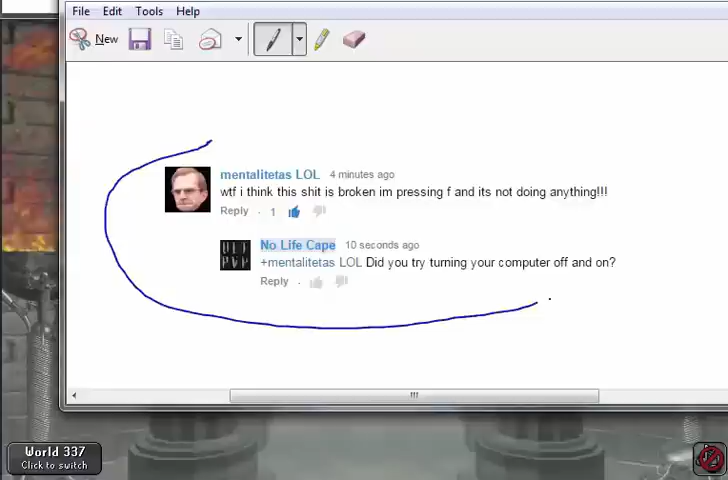 File Edit Tools Help
New
mentalitetas LOL 4 minutes ago
wtf i think this shit is broken im pressing f and its not doing anything!!!
Reply · 1
No Life Cape 10 seconds ago
+mentalitetas LOL Did you try turning your computer off and on?
Reply ·
World 337
Click to switch